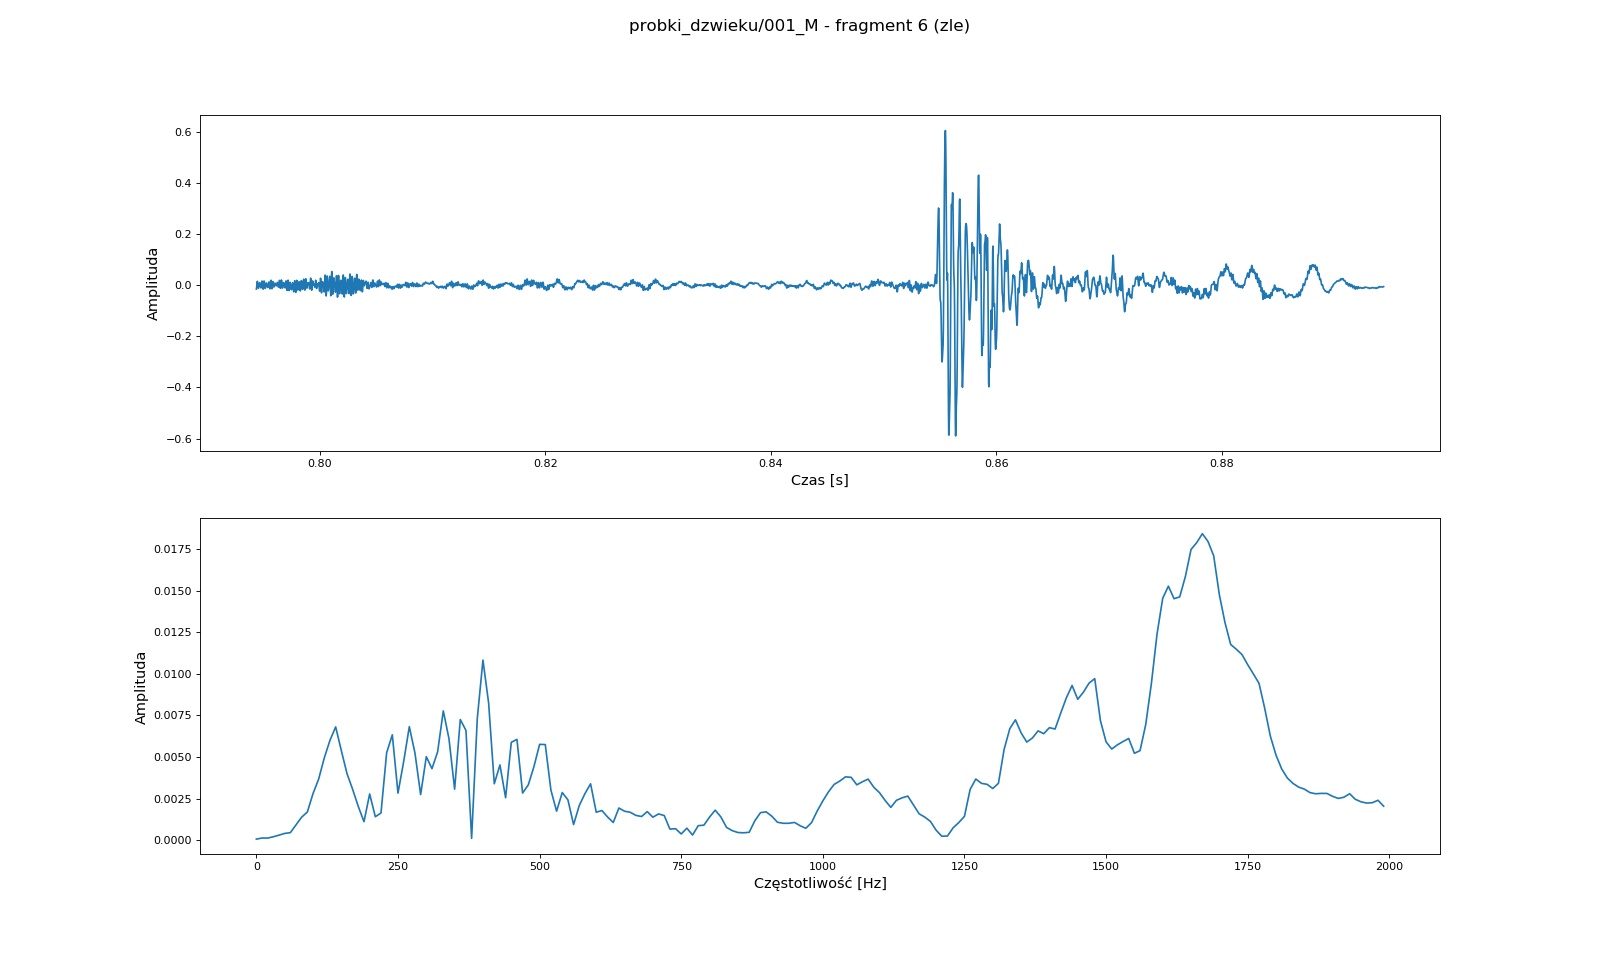 probki_dzwieku/001_M - fragment 6 (zle)
Amplituda
0.6
0.4
0.2
0.0
−0.2
−0.4
−0.6
0.80 0.82 0.84 0.86 0.88
Czas [s]
Amplituda
0.0175
0.0150
0.0125
0.0100
0.0075
0.0050
0.0025
0.0000
0 250 500 750 1000 1250 1500 1750 2000
Częstotliwość [Hz]